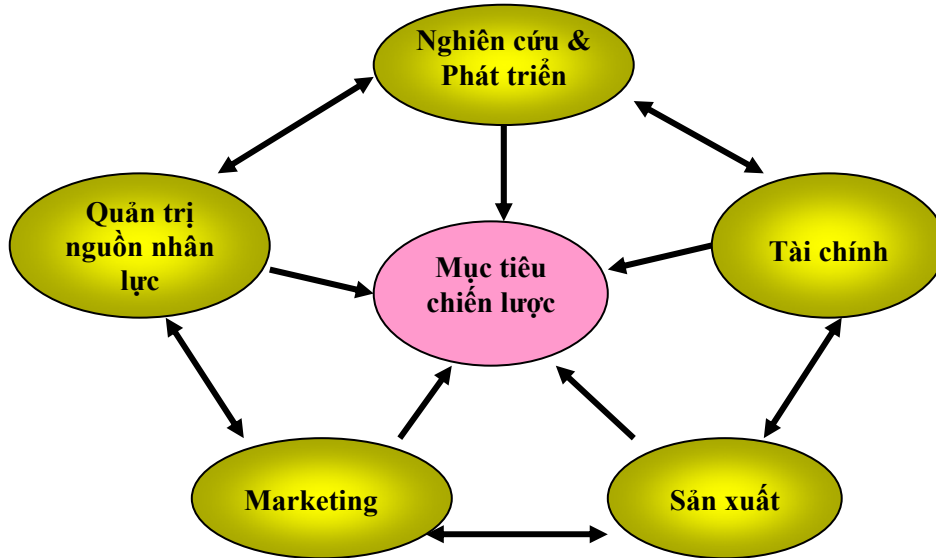 Nghiên cứu &
Phát triển
Quản trị
nguồn nhân
lực
Mục tiêu
chiến lược
Tài chính
Marketing
Sản xuất